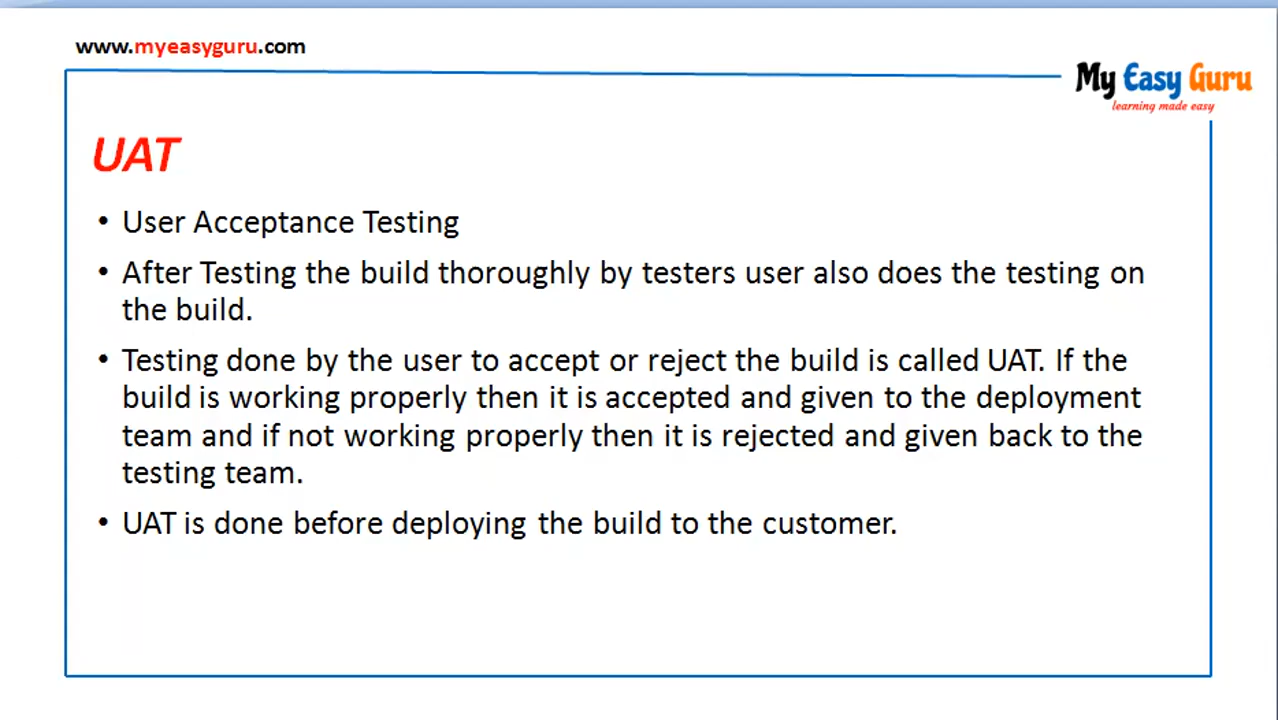 www.myeasyguru.com
My Easy Guru
learning made easy
UAT
• User Acceptance Testing
• After Testing the build thoroughly by testers user also does the testing on
the build.
• Testing done by the user to accept or reject the build is called UAT. If the
build is working properly then it is accepted and given to the deployment
team and if not working properly then it is rejected and given back to the
testing team.
• UAT is done before deploying the build to the customer.